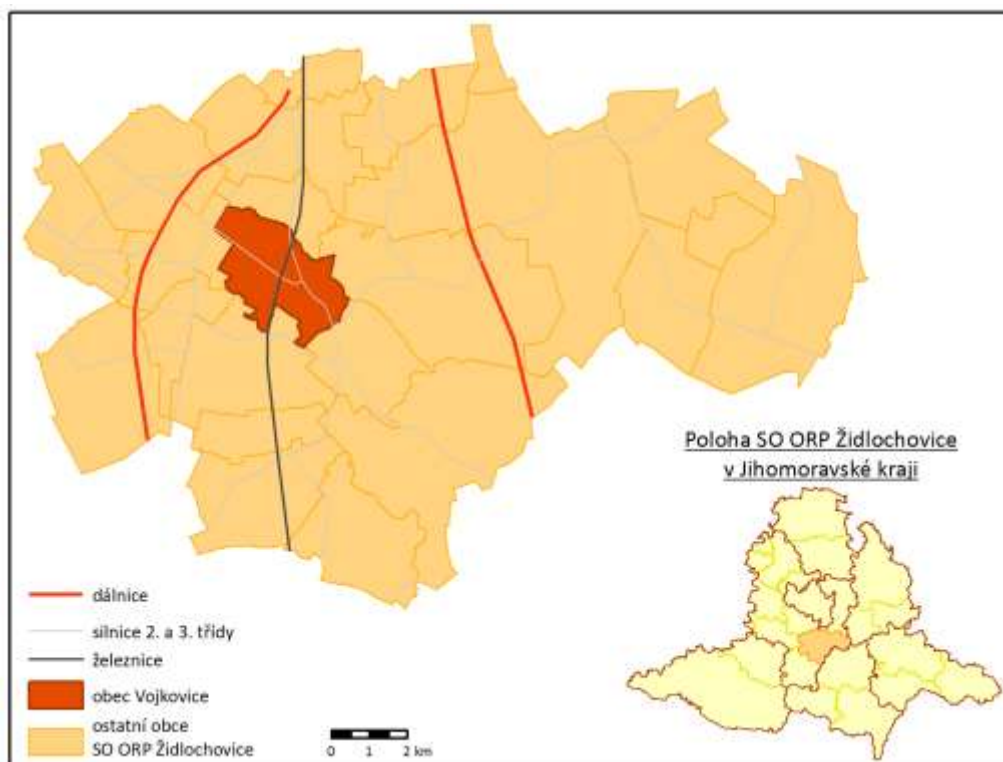 Poloha SO ORP Židlochovice
v Jihomoravské kraji
dálnice
silnice 2. a 3. třídy
železnice
obec Vojkovice
ostatní obce
SO ORP Židlochovice
0 1 2 km